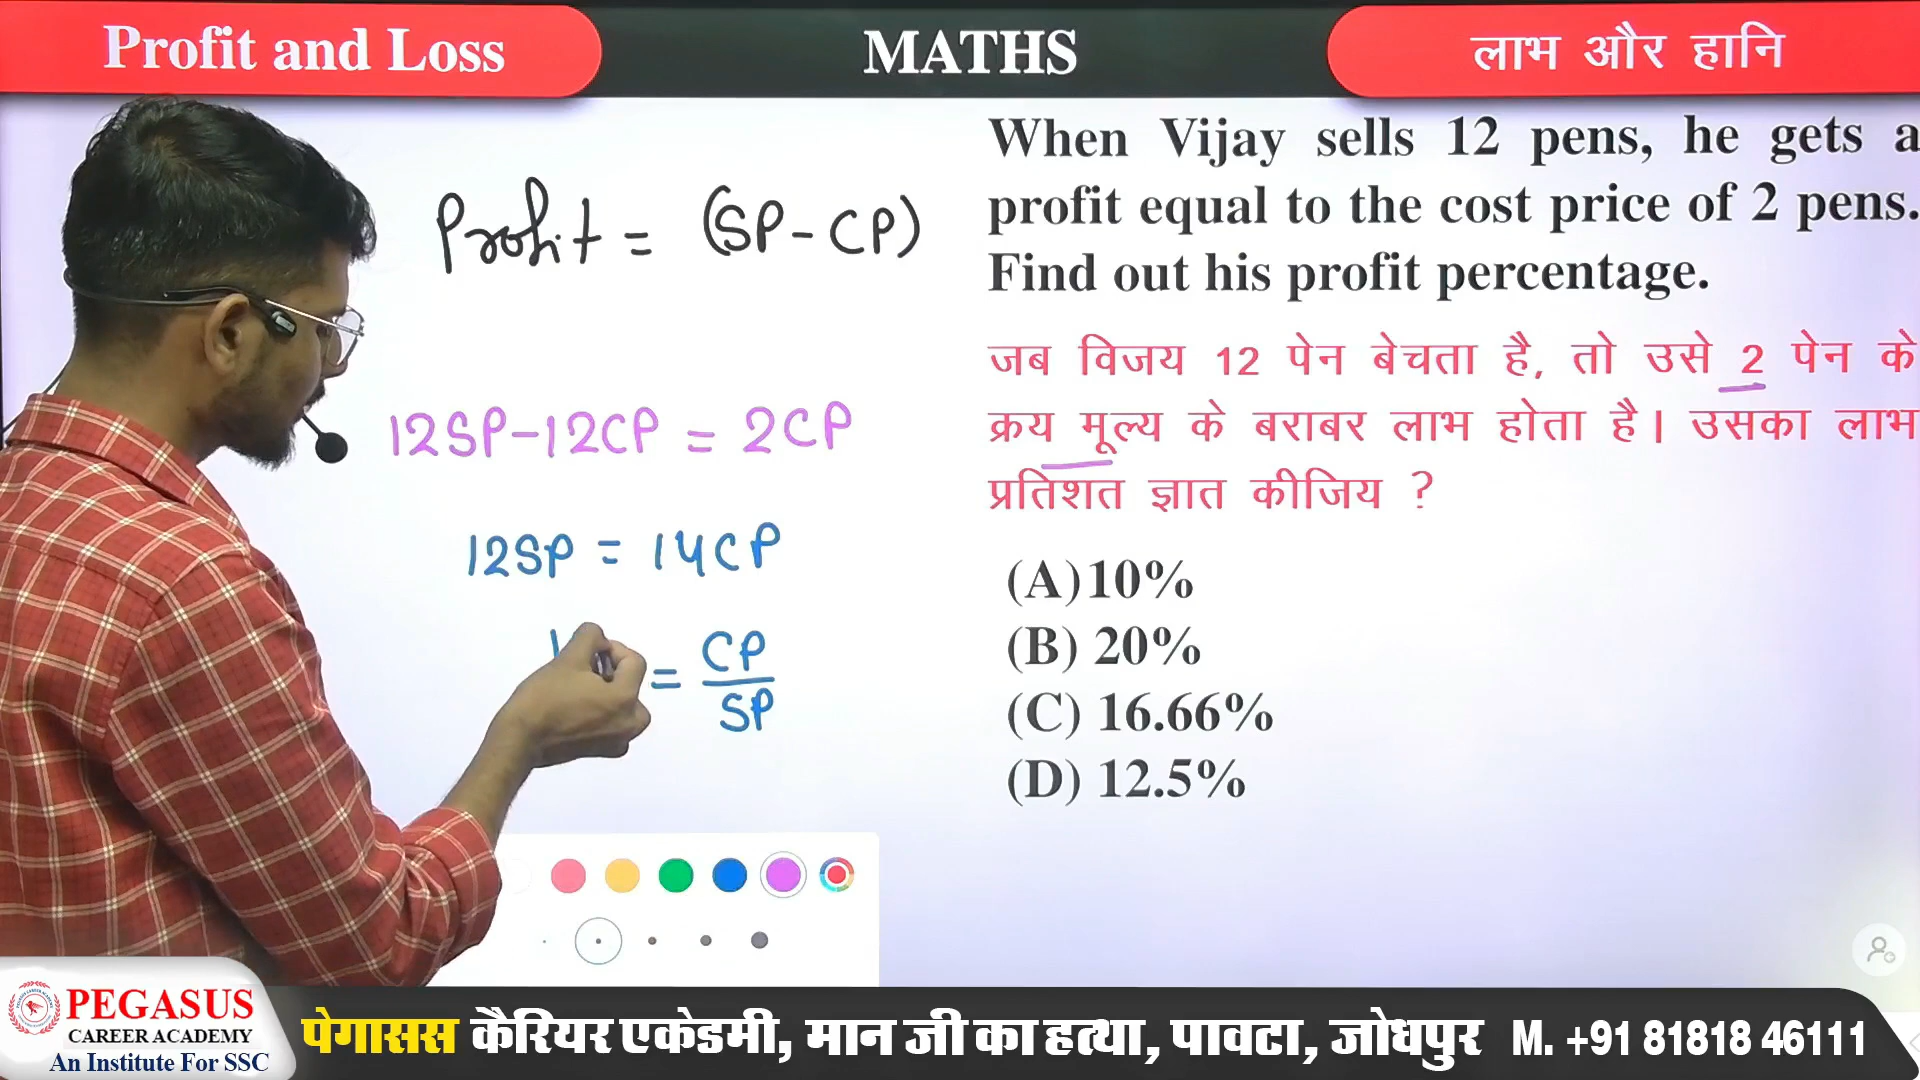 Profit and Loss
MATHS
लाभ और हानि
When Vijay sells 12 pens, he gets a
profit equal to the cost price of 2 pens.
Find out his profit percentage.
जब विजय 12 पेन बेचता है, तो उसे 2 पेन के
क्रय मूल्य के बराबर लाभ होता है। उसका लाभ
प्रतिशत ज्ञात कीजिय ?
(A) 10%
(B) 20%
(C) 16.66%
(D) 12.5%
Profit = (SP - CP)
12SP - 12CP = 2CP
12SP = 14CP
= CP
SP
PEGASUS
CAREER ACADEMY
An Institute For SSC
पेगासस कैरियर एकेडमी, मान जी का हत्था, पावटा, जोधपुर M. +91 81818 46111